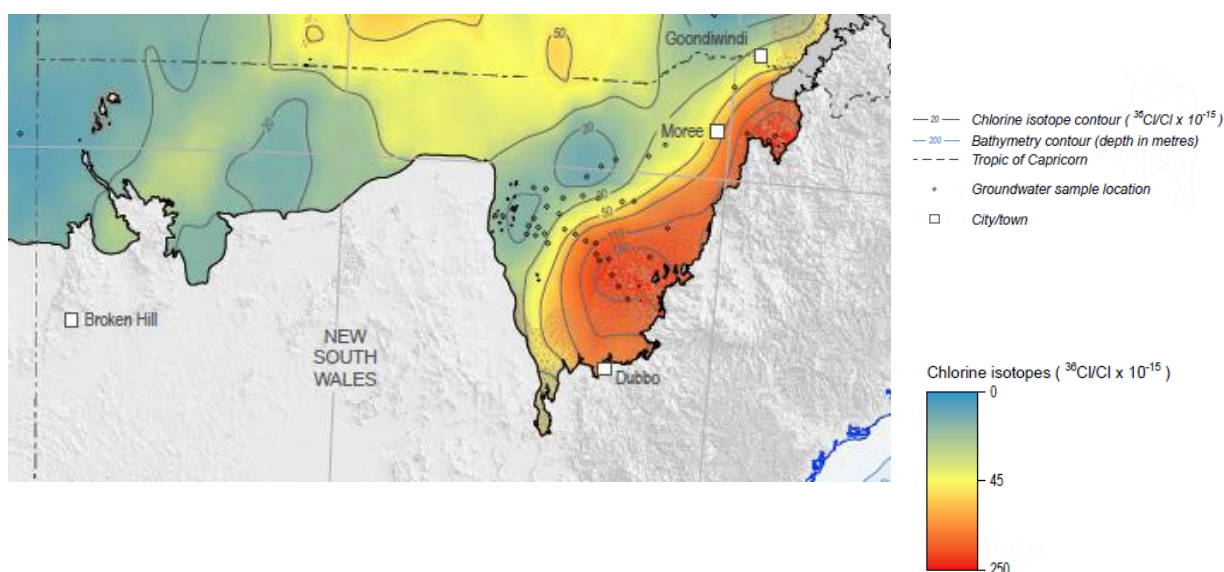 50
50
Goondiwindi
20
Moree
20
50
110
NEW
SOUTH
WALES
Broken Hill
Dubbo
20 Chlorine isotope contour ( ³⁶Cl/Cl x 10⁻¹⁵)
200 Bathymetry contour (depth in metres)
Tropic of Capricorn
Groundwater sample location
City/town
Chlorine isotopes ( ³⁶Cl/Cl x 10⁻¹⁵ )
0
45
250